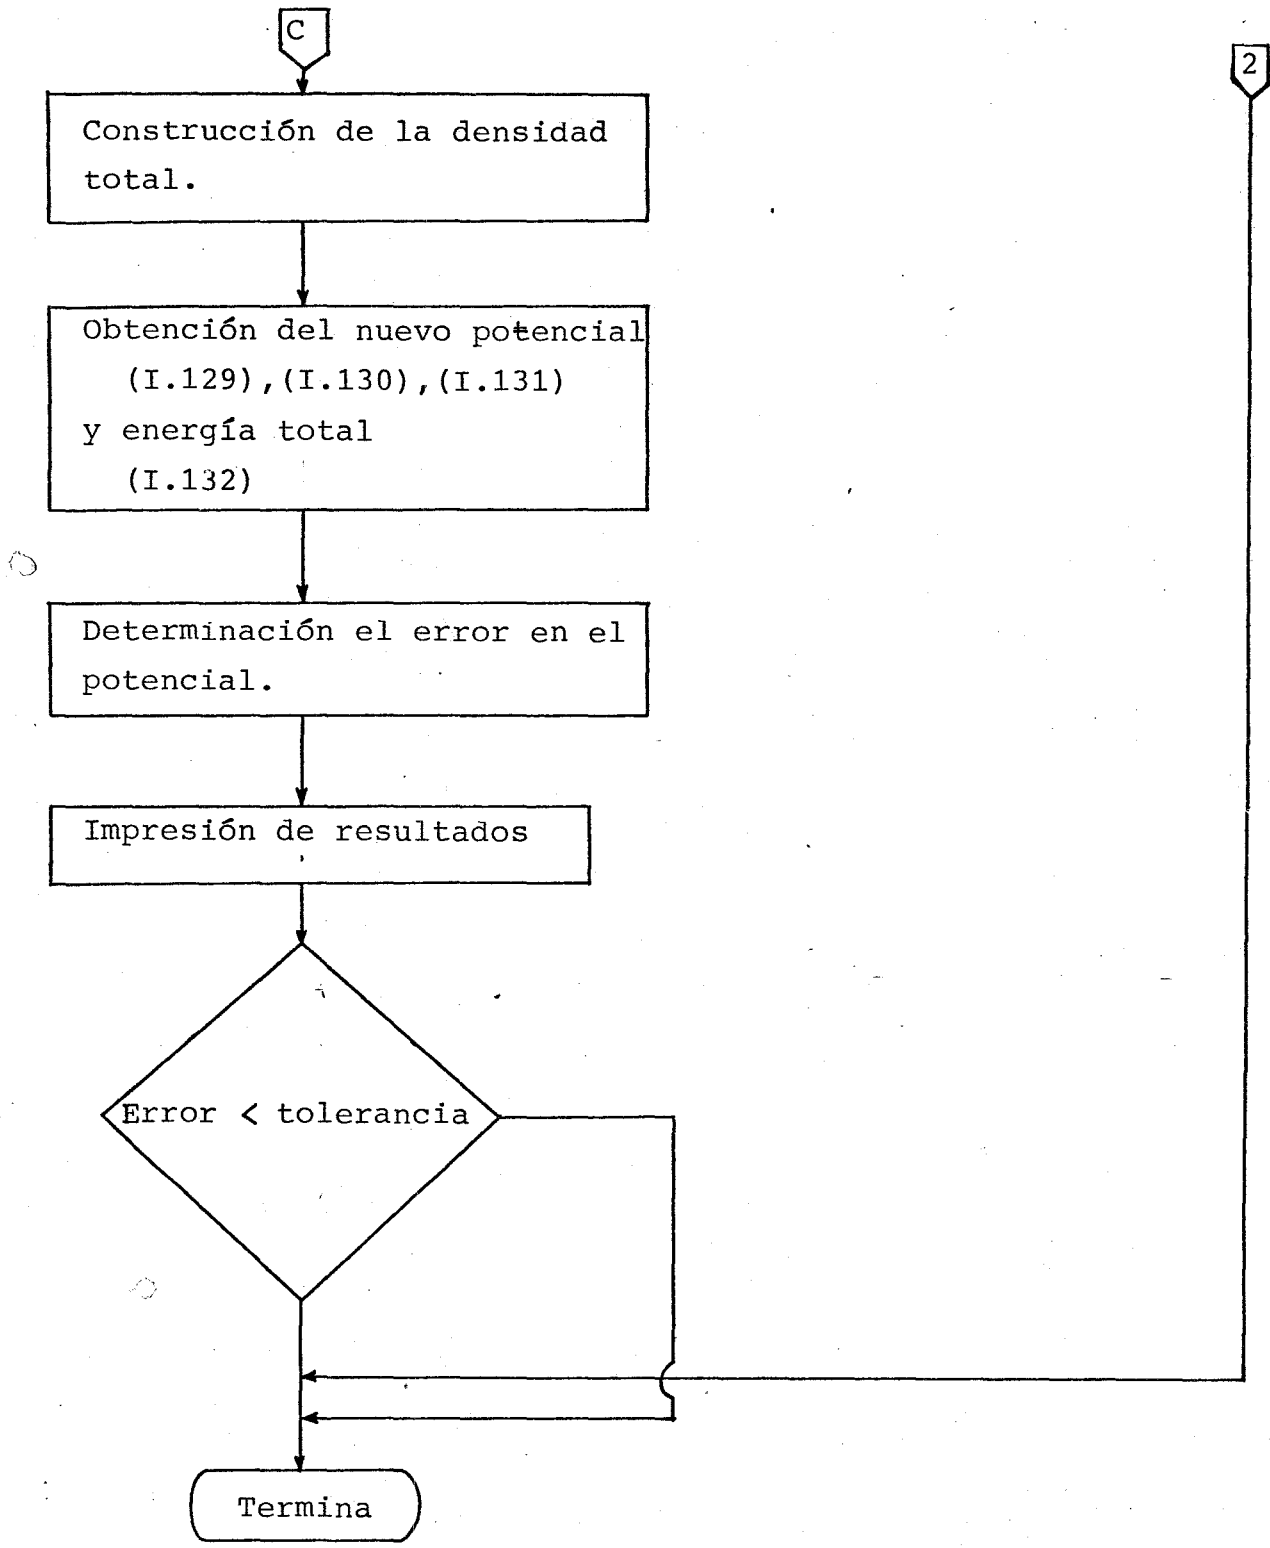 C
2
Construcción de la densidad
total.
Obtención del nuevo potencial
(I.129),(I.130),(I.131)
y energía total
(I.132)
Determinación el error en el
potencial.
Impresión de resultados
Error < tolerancia
Termina